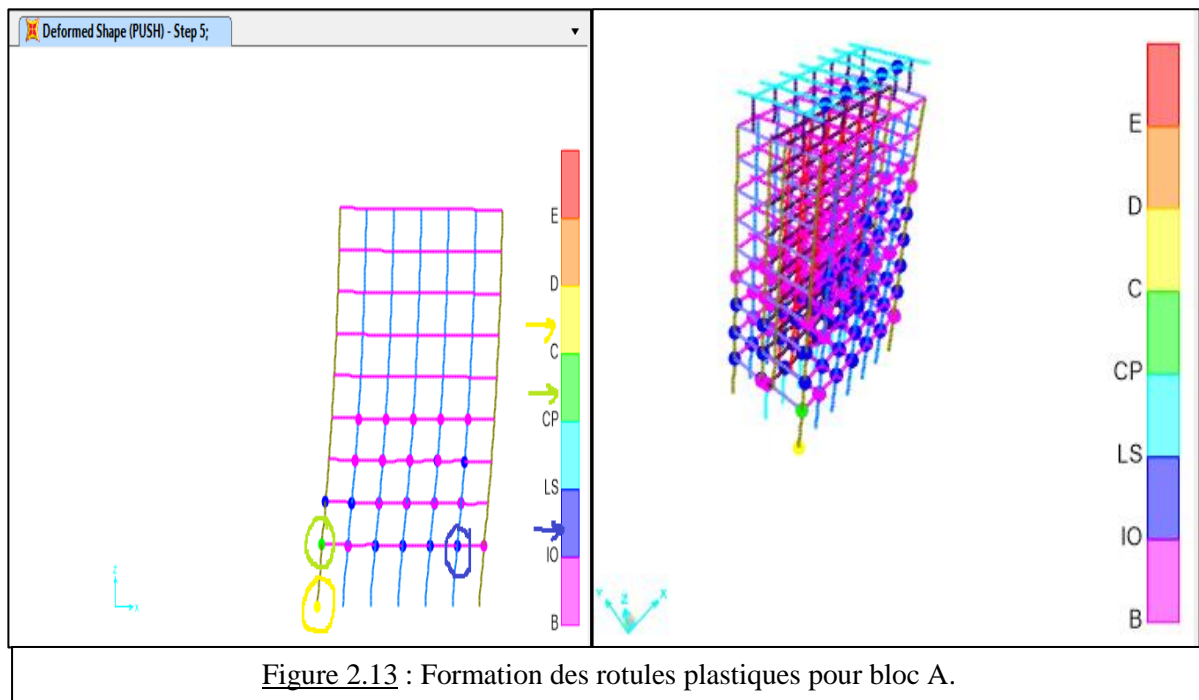 Deformed Shape (PUSH) - Step 5;
E
D
C
CP
LS
IO
B
Z
X
E
D
C
CP
LS
IO
B
Y
Z
X
Figure 2.13 : Formation des rotules plastiques pour bloc A.